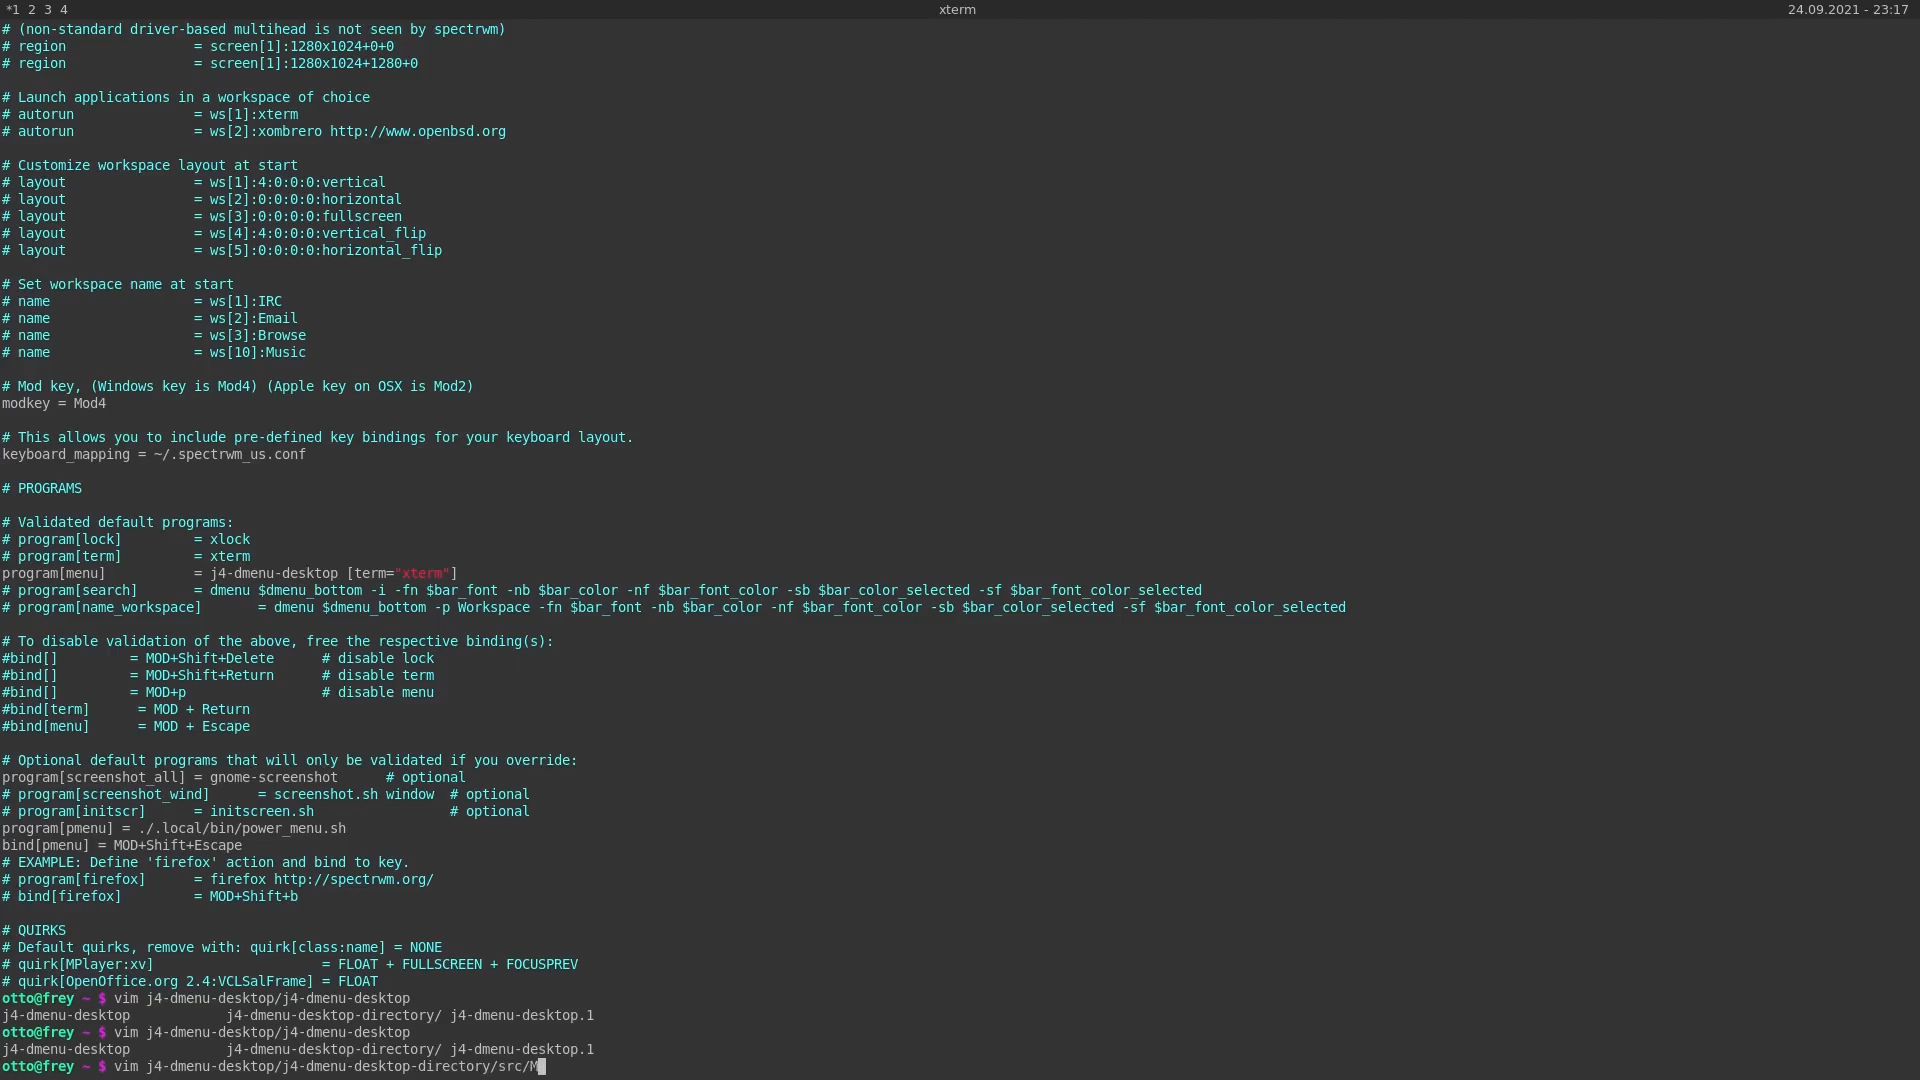 *1 2 3 4 xterm 24.09.2021 - 23:17
# (non-standard driver-based multihead is not seen by spectrwm)
# region                = screen[1]:1280x1024+0+0
# region                = screen[1]:1280x1024+1280+0

# Launch applications in a workspace of choice
# autorun               = ws[1]:xterm
# autorun               = ws[2]:xombrero http://www.openbsd.org

# Customize workspace layout at start
# layout                = ws[1]:4:0:0:0:vertical
# layout                = ws[2]:0:0:0:0:horizontal
# layout                = ws[3]:0:0:0:0:fullscreen
# layout                = ws[4]:4:0:0:0:vertical_flip
# layout                = ws[5]:0:0:0:0:horizontal_flip

# Set workspace name at start
# name                  = ws[1]:IRC
# name                  = ws[2]:Email
# name                  = ws[3]:Browse
# name                  = ws[10]:Music

# Mod key, (Windows key is Mod4) (Apple key on OSX is Mod2)
modkey = Mod4

# This allows you to include pre-defined key bindings for your keyboard layout.
keyboard_mapping = ~/.spectrwm_us.conf

# PROGRAMS

# Validated default programs:
# program[lock]         = xlock
# program[term]         = xterm
program[menu]           = j4-dmenu-desktop [term="xterm"]
# program[search]       = dmenu $dmenu_bottom -i -fn $bar_font -nb $bar_color -nf $bar_font_color -sb $bar_color_selected -sf $bar_font_color_selected
# program[name_workspace]       = dmenu $dmenu_bottom -p Workspace -fn $bar_font -nb $bar_color -nf $bar_font_color -sb $bar_color_selected -sf $bar_font_color_selected

# To disable validation of the above, free the respective binding(s):
#bind[]         = MOD+Shift+Delete      # disable lock
#bind[]         = MOD+Shift+Return      # disable term
#bind[]         = MOD+p                 # disable menu
#bind[term]      = MOD + Return
#bind[menu]      = MOD + Escape

# Optional default programs that will only be validated if you override:
program[screenshot_all] = gnome-screenshot      # optional
# program[screenshot_wind]      = screenshot.sh window  # optional
# program[initscr]      = initscreen.sh                 # optional
program[pmenu] = ./.local/bin/power_menu.sh
bind[pmenu] = MOD+Shift+Escape
# EXAMPLE: Define 'firefox' action and bind to key.
# program[firefox]      = firefox http://spectrwm.org/
# bind[firefox]         = MOD+Shift+b

# QUIRKS
# Default quirks, remove with: quirk[class:name] = NONE
# quirk[MPlayer:xv]                     = FLOAT + FULLSCREEN + FOCUSPREV
# quirk[OpenOffice.org 2.4:VCLSalFrame] = FLOAT
otto@frey ~ $ vim j4-dmenu-desktop/j4-dmenu-desktop
j4-dmenu-desktop            j4-dmenu-desktop-directory/ j4-dmenu-desktop.1
otto@frey ~ $ vim j4-dmenu-desktop/j4-dmenu-desktop
j4-dmenu-desktop            j4-dmenu-desktop-directory/ j4-dmenu-desktop.1
otto@frey ~ $ vim j4-dmenu-desktop/j4-dmenu-desktop-directory/src/M